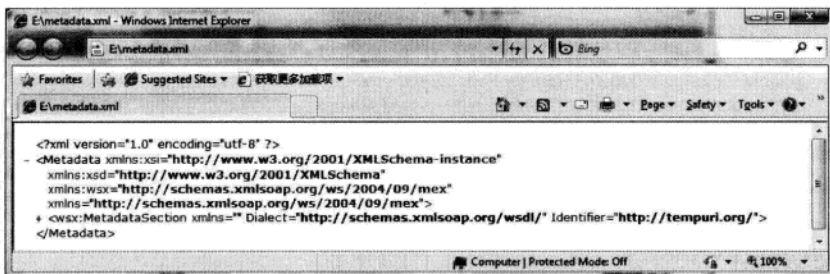 E:\metadata.xml - Windows Internet Explorer
E:\metadata.xml
Bing
Favorites
Suggested Sites
获取更多加载项
E:\metadata.xml
Page
Safety
Tools
<?xml version="1.0" encoding="utf-8" ?>
- <Metadata xmlns:xsi="http://www.w3.org/2001/XMLSchema-instance"
xmlns:xsd="http://www.w3.org/2001/XMLSchema"
xmlns:wsx="http://schemas.xmlsoap.org/ws/2004/09/mex"
xmlns="http://schemas.xmlsoap.org/ws/2004/09/mex">
+ <wsx:MetadataSection xmlns="" Dialect="http://schemas.xmlsoap.org/wsdl/" Identifier="http://tempuri.org/">
</Metadata>
Computer | Protected Mode: Off
100%